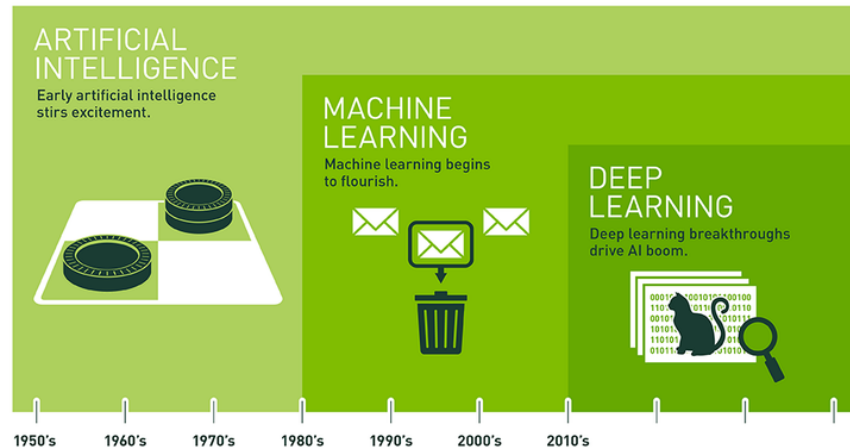 ARTIFICIAL
INTELLIGENCE
Early artificial intelligence
stirs excitement.
MACHINE
LEARNING
Machine learning begins
to flourish.
DEEP
LEARNING
Deep learning breakthroughs
drive AI boom.
1950's 1960's 1970's 1980's 1990's 2000's 2010's